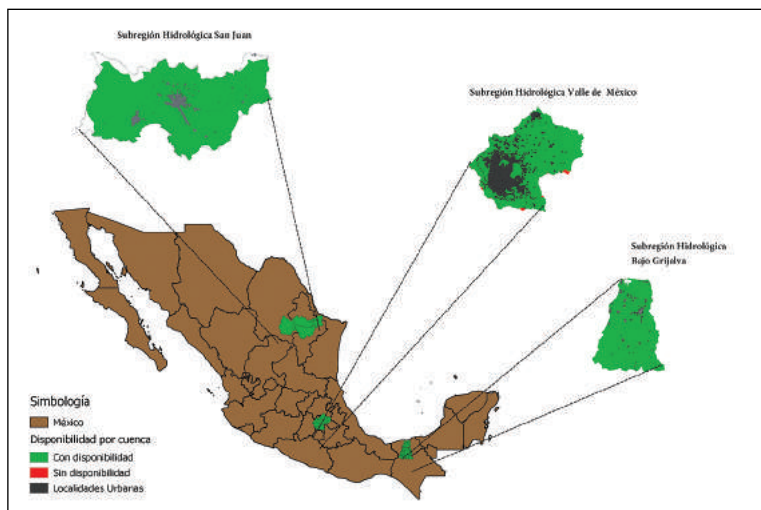 Subregión Hidrológica San Juan
Subregión Hidrológica Valle de México
Subregión Hidrológica
Bajo Grijalva
Simbología
México
Disponibilidad por cuenca
Con disponibilidad
Sin disponibilidad
Localidades Urbanas